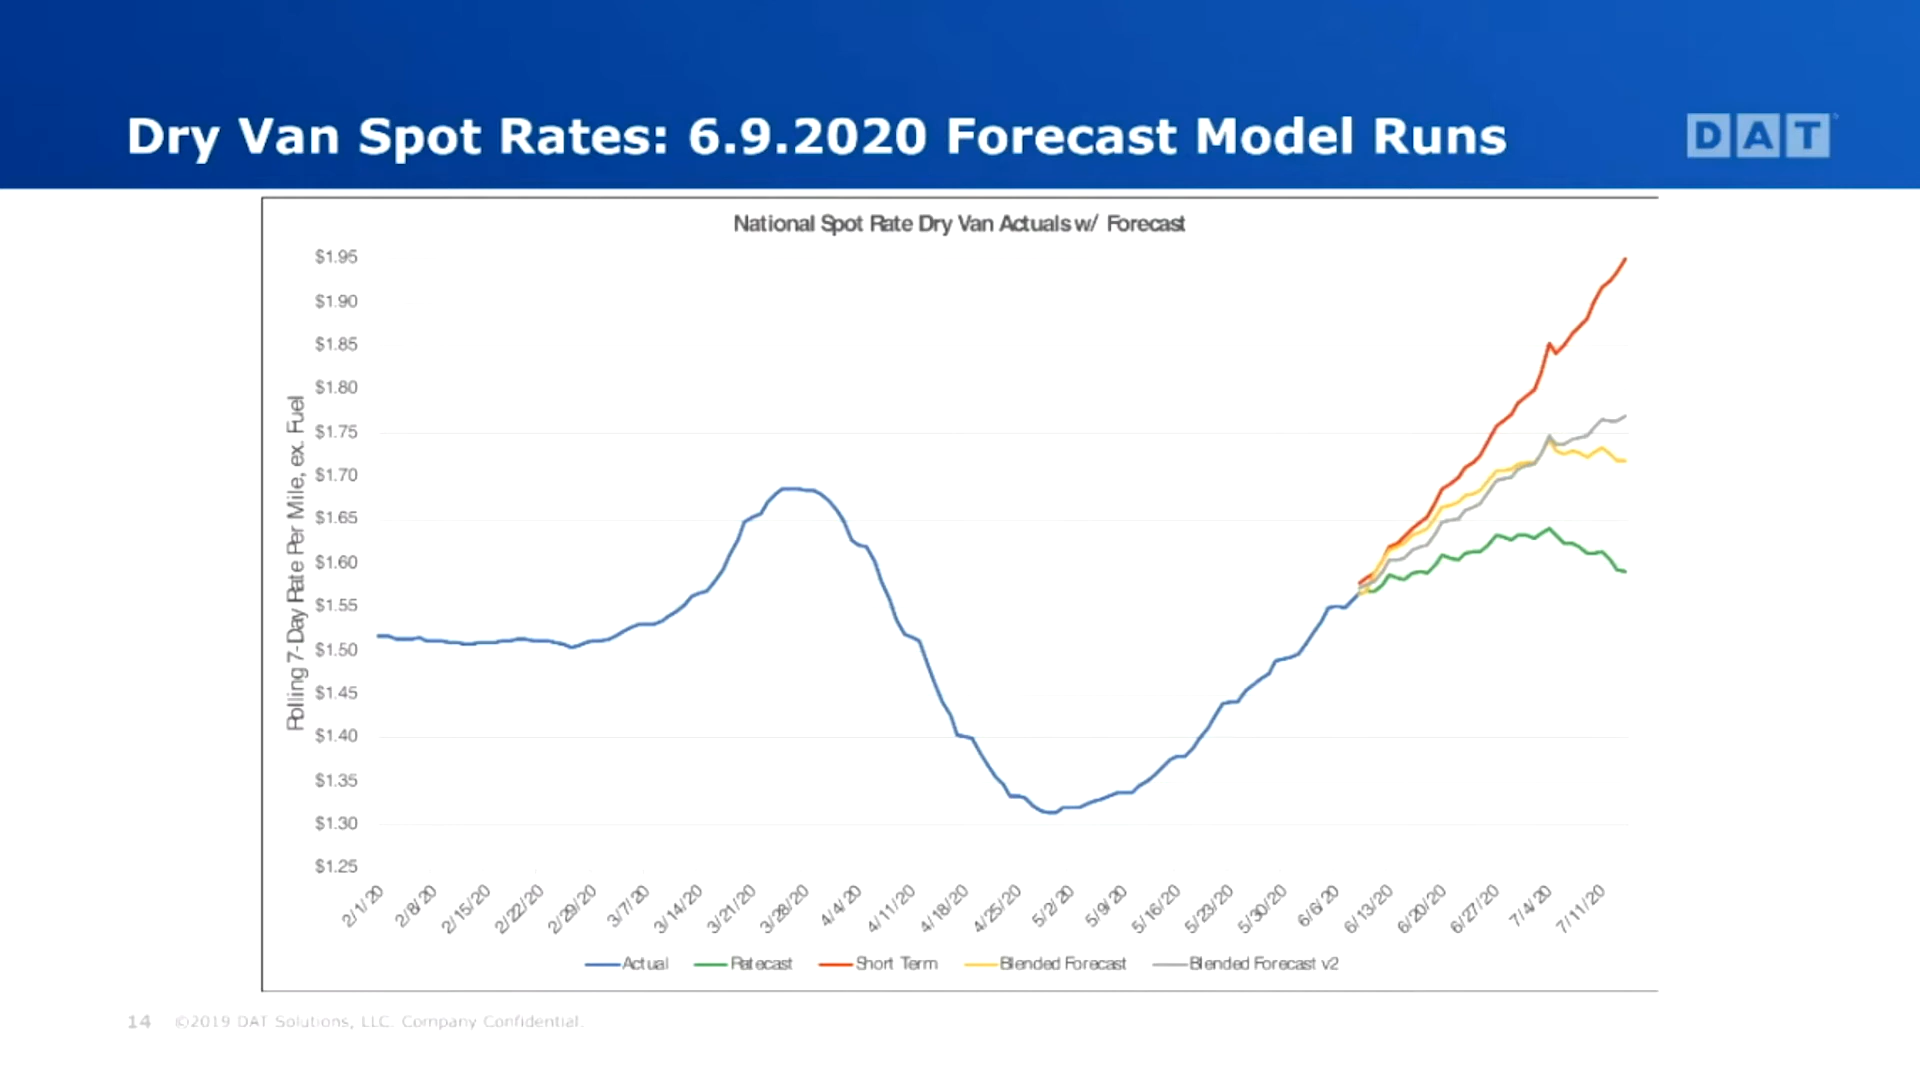 Dry Van Spot Rates: 6.9.2020 Forecast Model Runs
DAT
National Spot Rate Dry Van Actuals w/ Forecast
Rolling 7-Day Rate Per Mile, ex. Fuel
$1.95
$1.90
$1.85
$1.80
$1.75
$1.70
$1.65
$1.60
$1.55
$1.50
$1.45
$1.40
$1.35
$1.30
$1.25
2/1/20 2/8/20 2/15/20 2/22/20 2/29/20 3/7/20 3/14/20 3/21/20 3/28/20 4/4/20 4/11/20 4/18/20 4/25/20 5/2/20 5/9/20 5/16/20 5/23/20 5/30/20 6/6/20 6/13/20 6/20/20 6/27/20 7/4/20 7/11/20
Actual Ratecast Short Term Blended Forecast Blended Forecast v2
14 ©2019 DAT Solutions, LLC. Company Confidential.